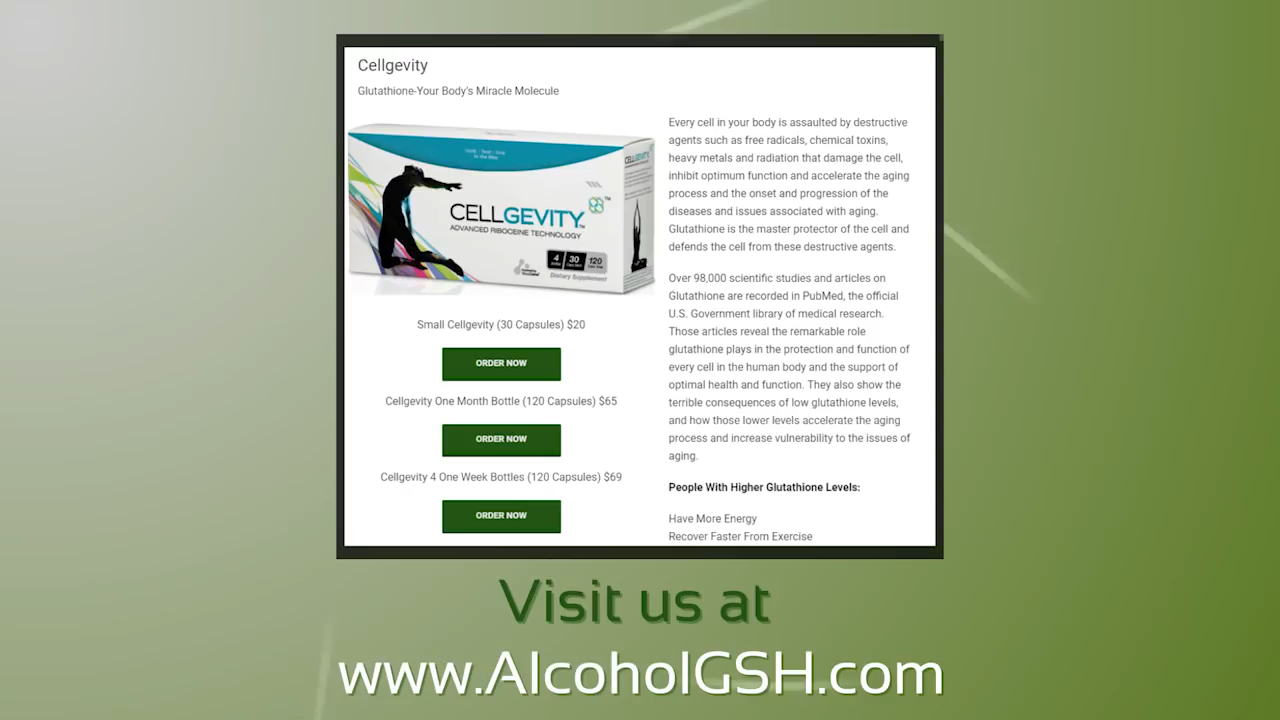 Cellgevity
Glutathione-Your Body's Miracle Molecule
CELLGEVITY™
ADVANCED RIBOCEINE TECHNOLOGY
4
30
120
Dietary Supplement
CELLGEVITY
Small Cellgevity (30 Capsules) $20
ORDER NOW
Cellgevity One Month Bottle (120 Capsules) $65
ORDER NOW
Cellgevity 4 One Week Bottles (120 Capsules) $69
ORDER NOW
Every cell in your body is assaulted by destructive
agents such as free radicals, chemical toxins,
heavy metals and radiation that damage the cell,
inhibit optimum function and accelerate the aging
process and the onset and progression of the
diseases and issues associated with aging.
Glutathione is the master protector of the cell and
defends the cell from these destructive agents.
Over 98,000 scientific studies and articles on
Glutathione are recorded in PubMed, the official
U.S. Government library of medical research.
Those articles reveal the remarkable role
glutathione plays in the protection and function of
every cell in the human body and the support of
optimal health and function. They also show the
terrible consequences of low glutathione levels,
and how those lower levels accelerate the aging
process and increase vulnerability to the issues of
aging.
People With Higher Glutathione Levels:
Have More Energy
Recover Faster From Exercise
Visit us at
www.AlcoholGSH.com